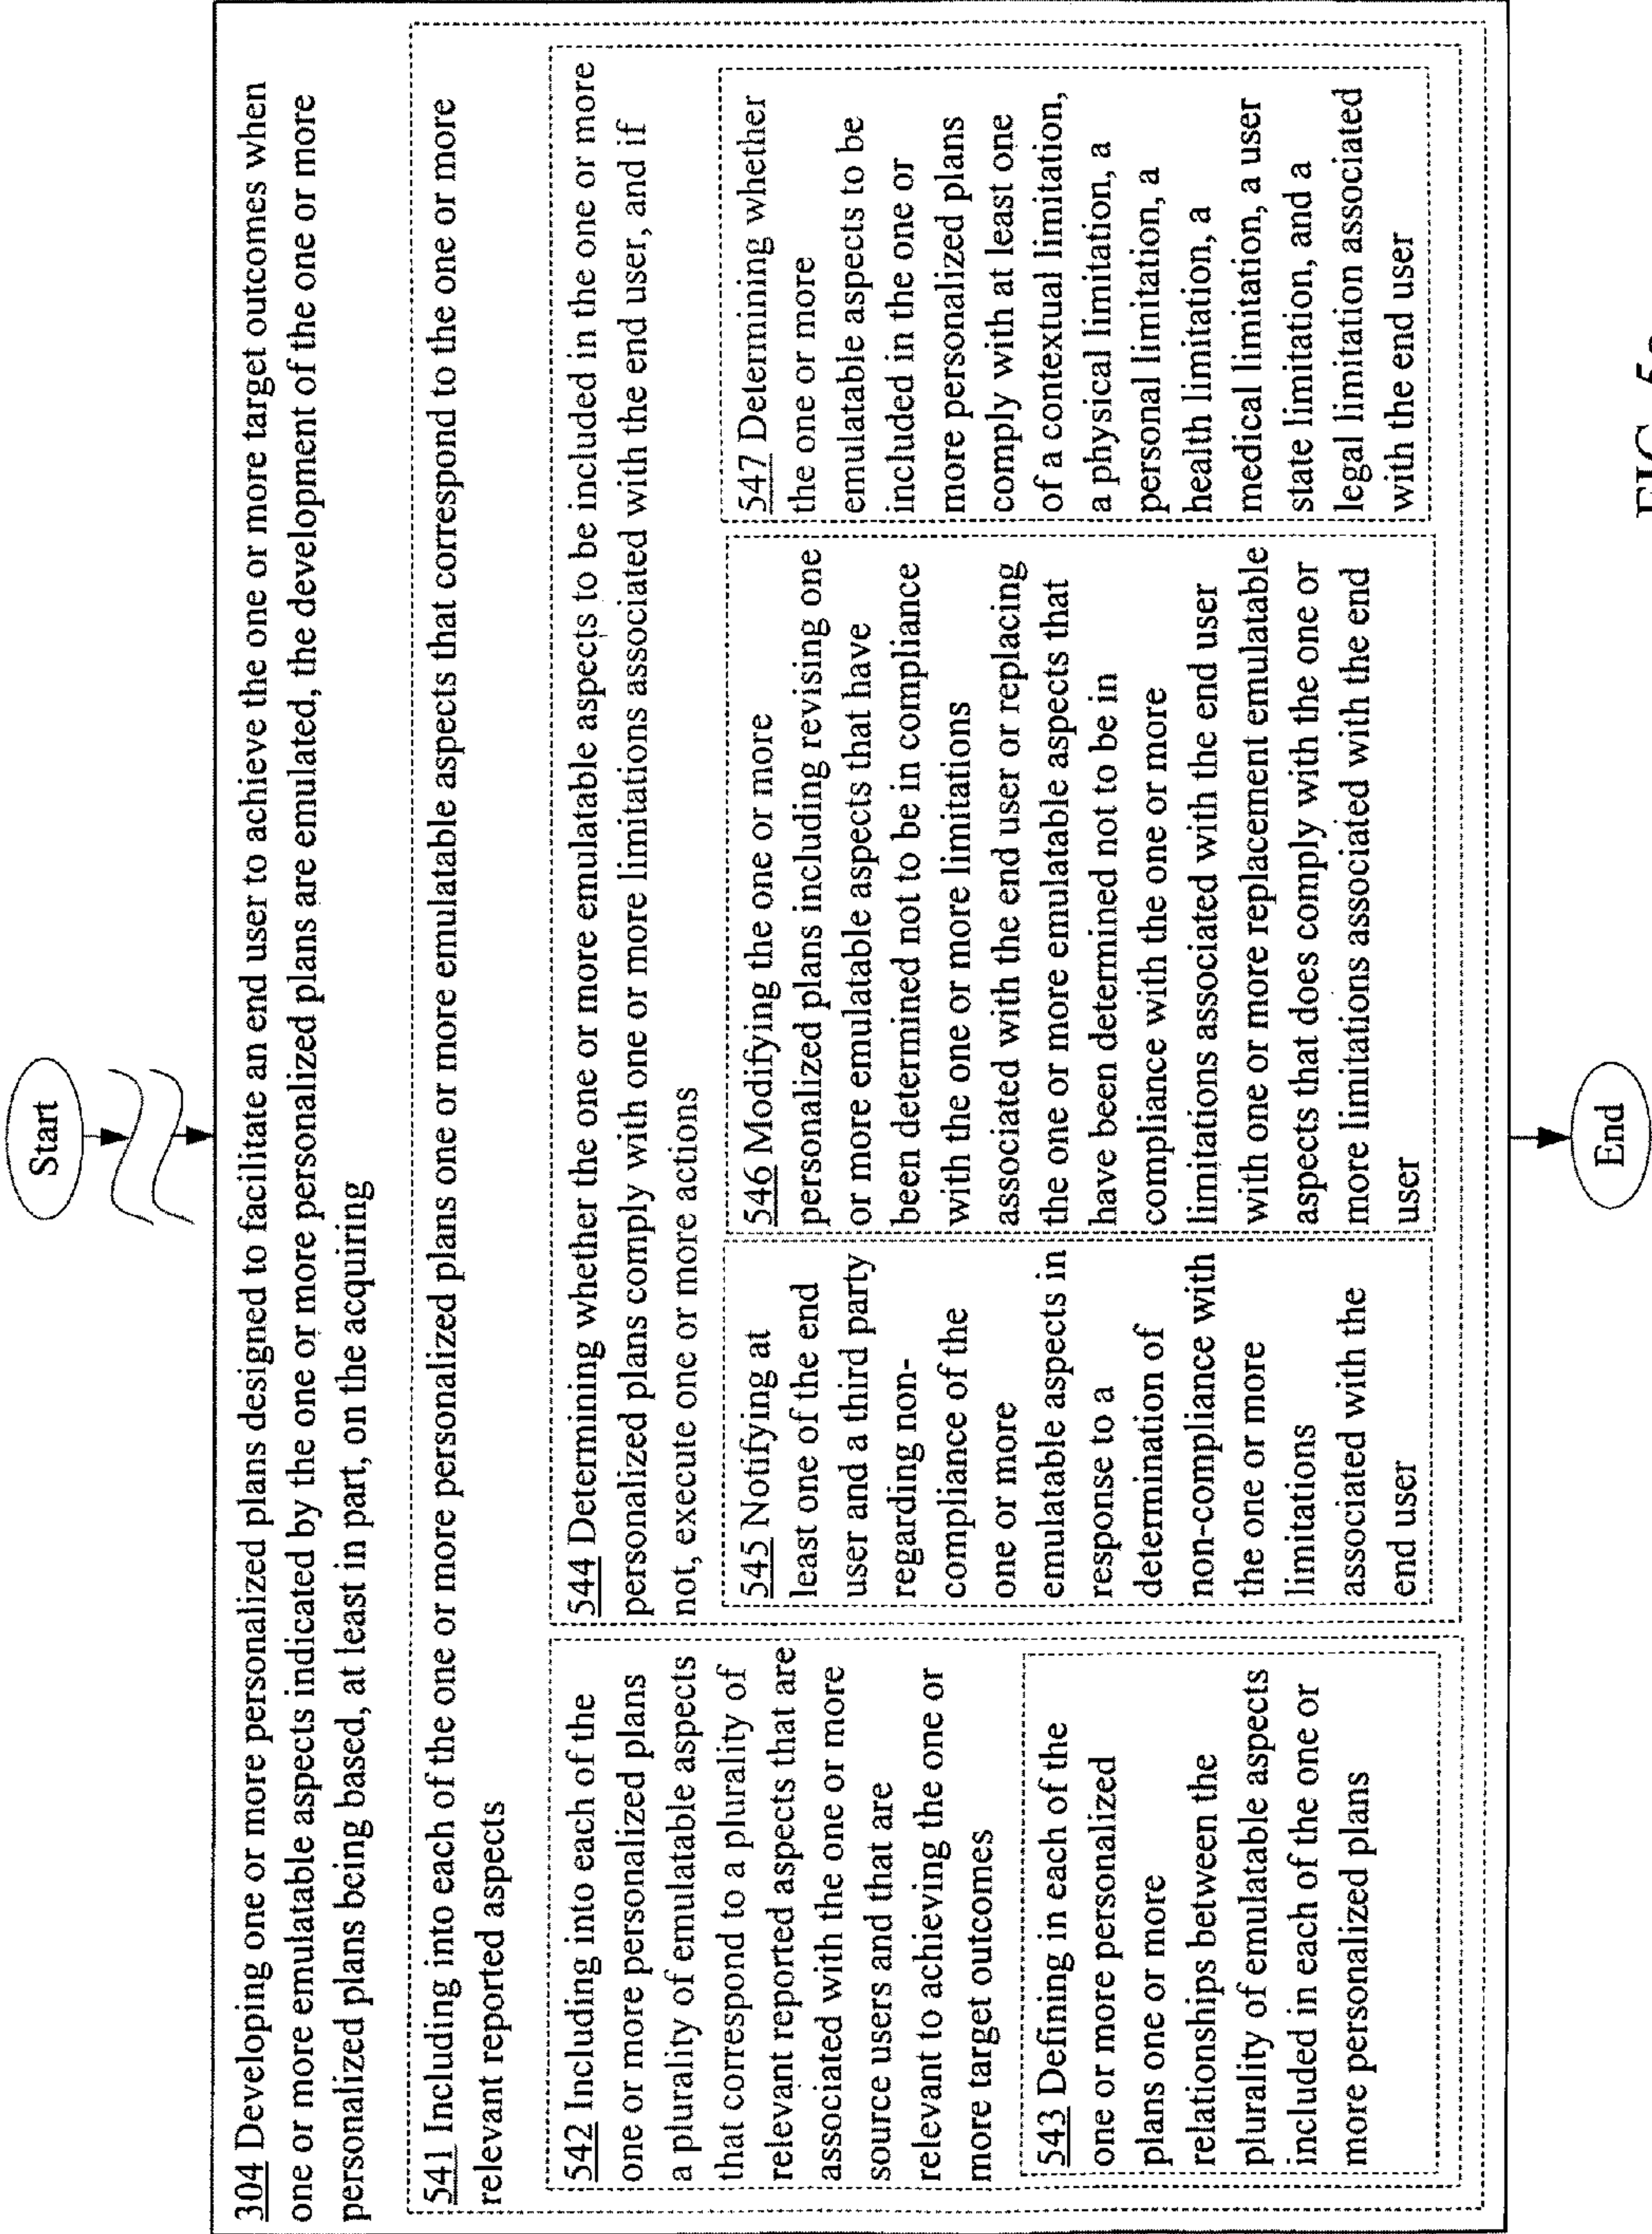 Start
304 Developing one or more personalized plans designed to facilitate an end user to achieve the one or more target outcomes when
one or more emulatable aspects indicated by the one or more personalized plans are emulated, the development of the one or more
personalized plans being based, at least in part, on the acquiring
541 Including into each of the one or more personalized plans one or more emulatable aspects that correspond to the one or more
relevant reported aspects
542 Including into each of the
one or more personalized plans
a plurality of emulatable aspects
that correspond to a plurality of
relevant reported aspects that are
associated with the one or more
source users and that are
relevant to achieving the one or
more target outcomes
543 Defining in each of the
one or more personalized
plans one or more
relationships between the
plurality of emulatable aspects
included in each of the one or
more personalized plans
544 Determining whether the one or more emulatable aspects to be included in the one or more
personalized plans comply with one or more limitations associated with the end user, and if
not, execute one or more actions
545 Notifying at
least one of the end
user and a third party
regarding non-
compliance of the
one or more
emulatable aspects in
response to a
determination of
non-compliance with
the one or more
limitations
associated with the
end user
546 Modifying the one or more
personalized plans including revising one
or more emulatable aspects that have
been determined not to be in compliance
with the one or more limitations
associated with the end user or replacing
the one or more emulatable aspects that
have been determined not to be in
compliance with the one or more
limitations associated with the end user
with one or more replacement emulatable
aspects that does comply with the one or
more limitations associated with the end
user
547 Determining whether
the one or more
emulatable aspects to be
included in the one or
more personalized plans
comply with at least one
of a contextual limitation,
a physical limitation, a
personal limitation, a
health limitation, a
medical limitation, a user
state limitation, and a
legal limitation associated
with the end user
End